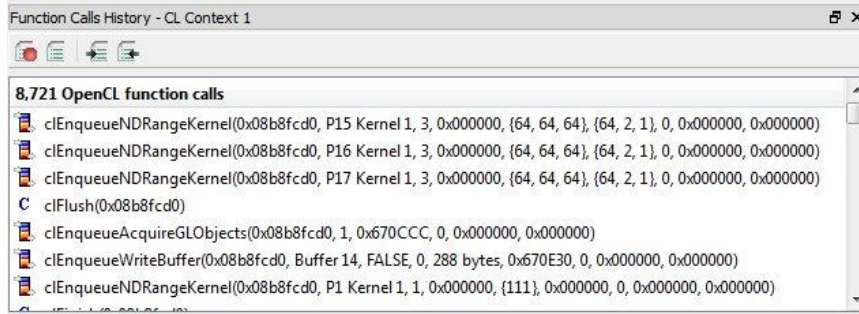 Function Calls History - CL Context 1
8,721 OpenCL function calls
clEnqueueNDRangeKernel(0x08b8fcd0, P15 Kernel 1, 3, 0x000000, {64, 64, 64}, {64, 2, 1}, 0, 0x000000, 0x000000)
clEnqueueNDRangeKernel(0x08b8fcd0, P16 Kernel 1, 3, 0x000000, {64, 64, 64}, {64, 2, 1}, 0, 0x000000, 0x000000)
clEnqueueNDRangeKernel(0x08b8fcd0, P17 Kernel 1, 3, 0x000000, {64, 64, 64}, {64, 2, 1}, 0, 0x000000, 0x000000)
C clFlush(0x08b8fcd0)
clEnqueueAcquireGLObjects(0x08b8fcd0, 1, 0x670CCC, 0, 0x000000, 0x000000)
clEnqueueWriteBuffer(0x08b8fcd0, Buffer 14, FALSE, 0, 288 bytes, 0x670E30, 0, 0x000000, 0x000000)
clEnqueueNDRangeKernel(0x08b8fcd0, P1 Kernel 1, 1, 0x000000, {111}, 0x000000, 0, 0x000000, 0x000000)